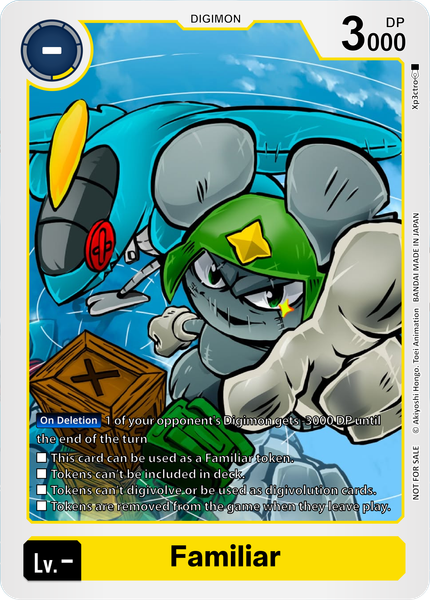 DIGIMON
–
3000
DP
Xp3ctro
On Deletion 1 of your opponent's Digimon gets -3000 DP until
the end of the turn
■ This card can be used as a Familiar token.
■ Tokens can't be included in deck.
■ Tokens can't digivolve or be used as digivolution cards.
■ Tokens are removed from the game when they leave play.
NOT FOR SALE © Akiyoshi Hongo, Toei Animation BANDAI MADE IN JAPAN
Lv.–
Familiar